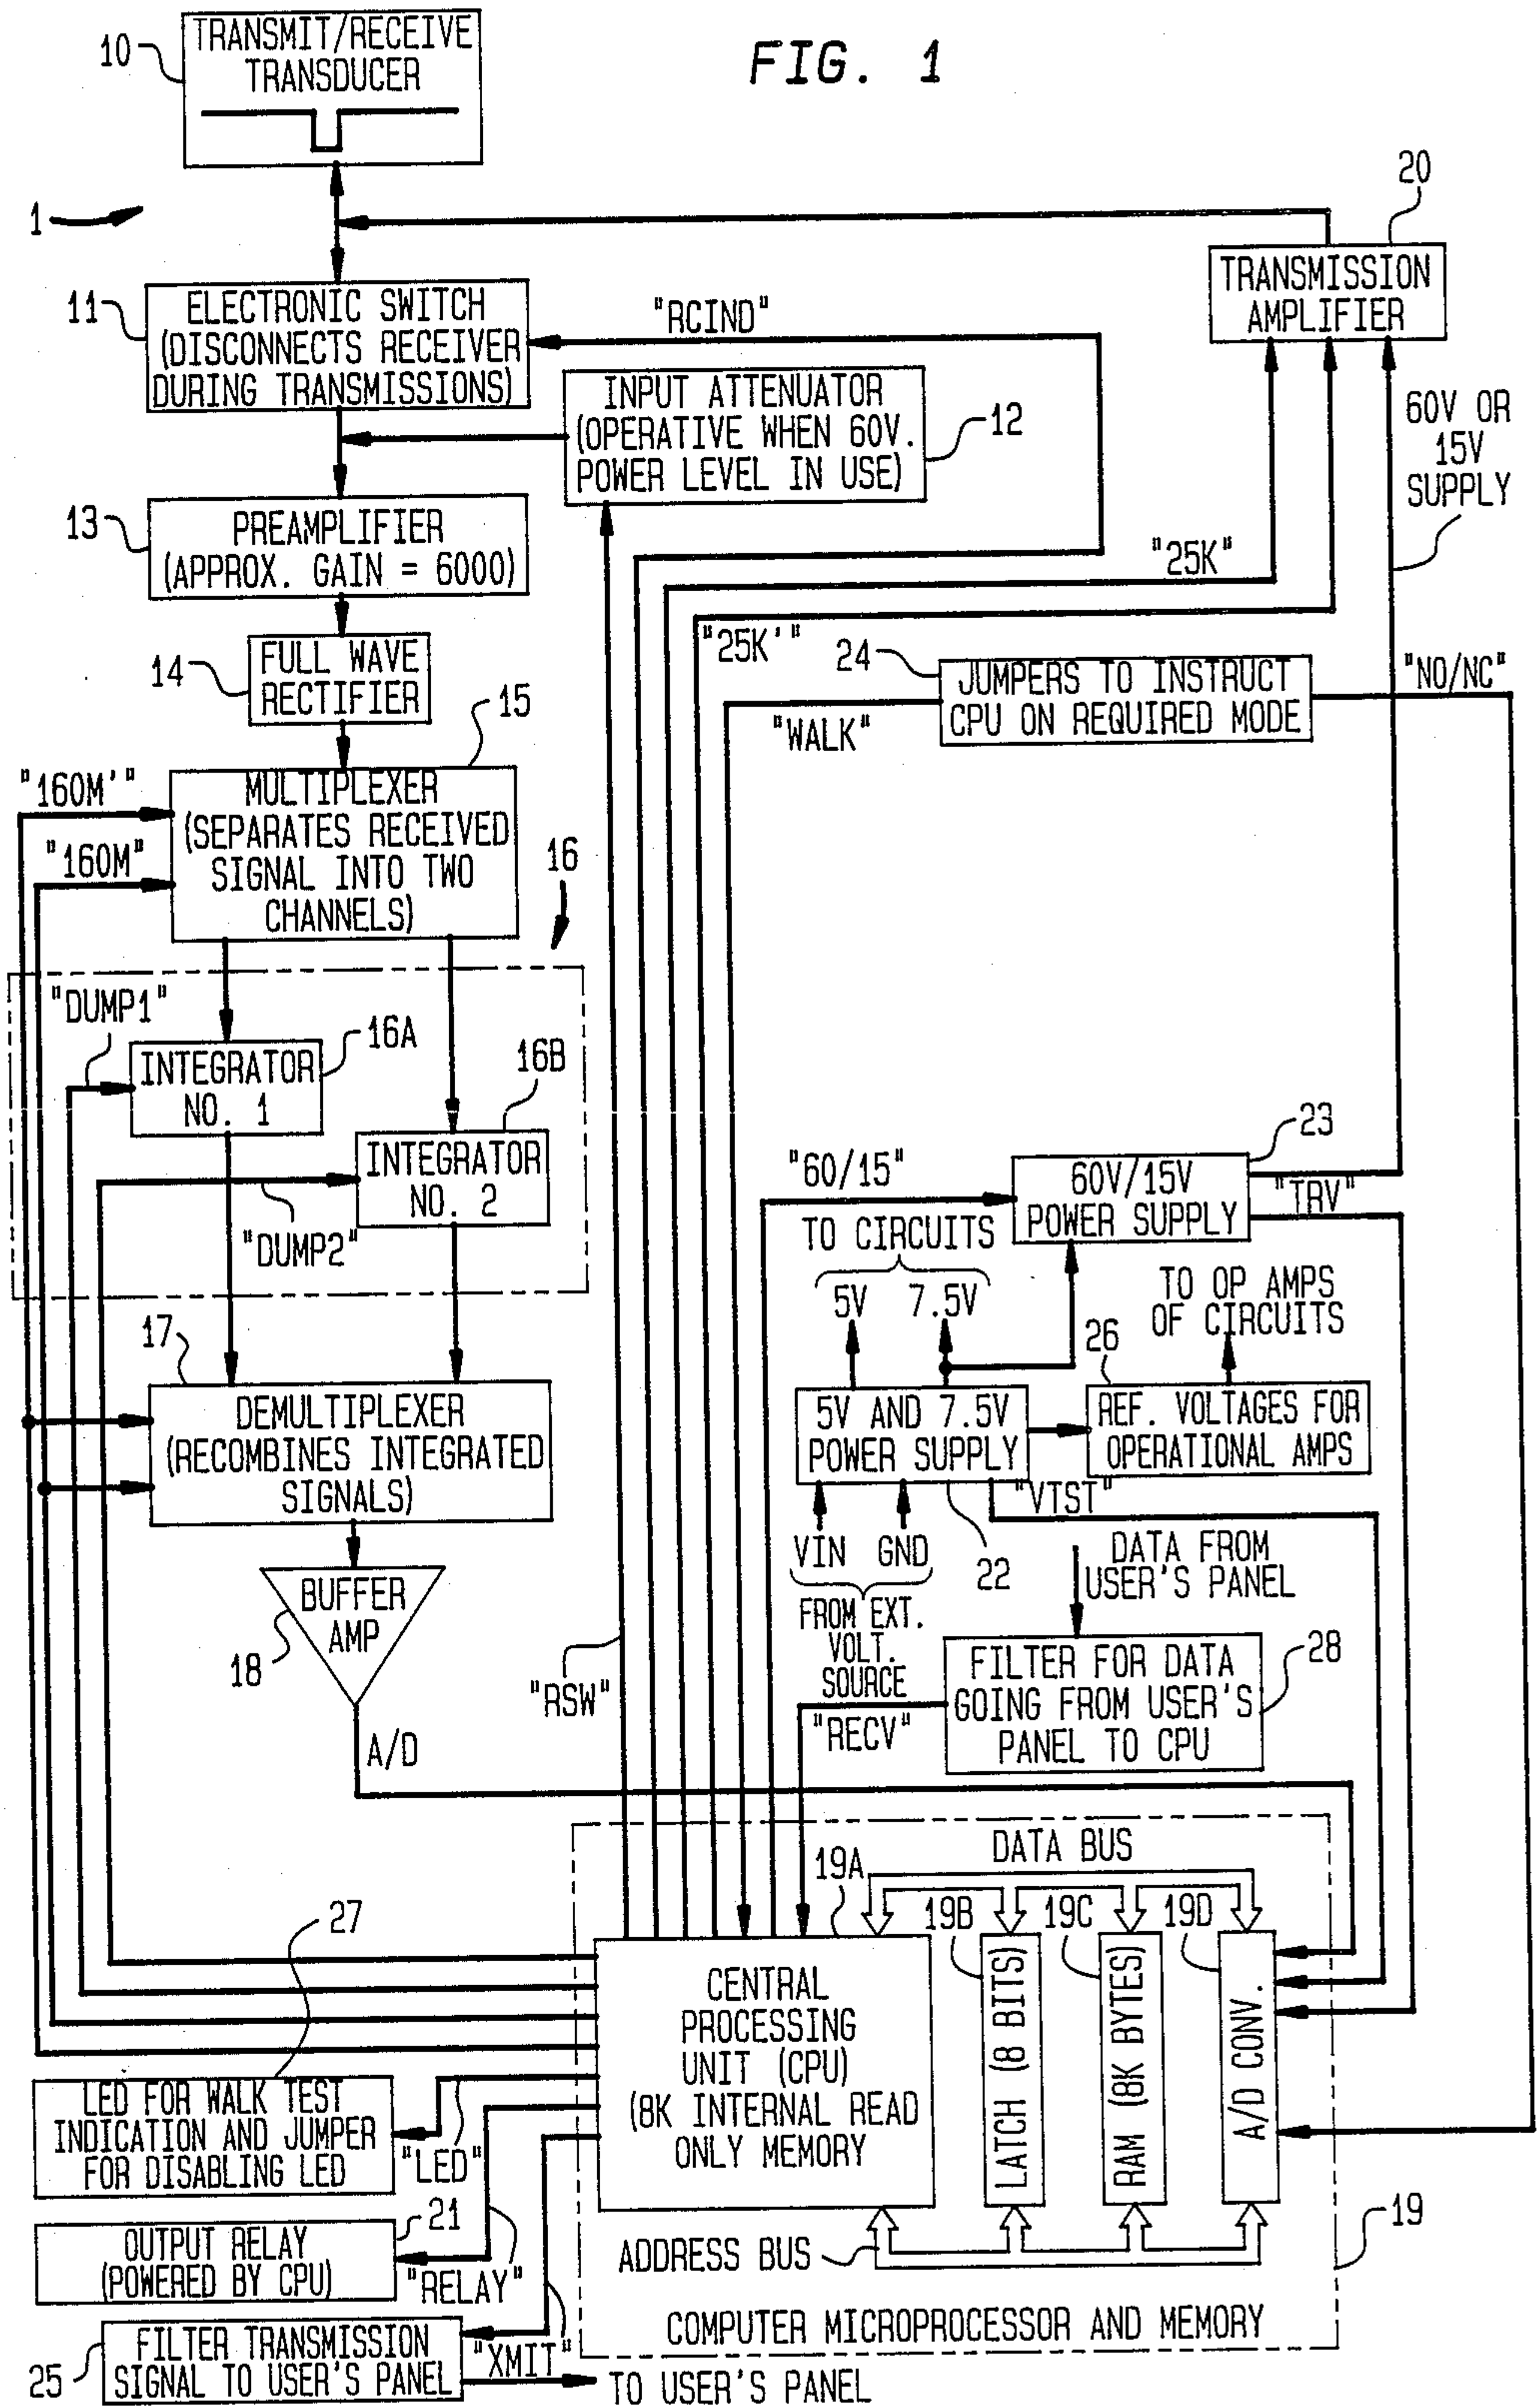 FIG. 1
10
TRANSMIT/RECEIVE
TRANSDUCER
1
20
TRANSMISSION
AMPLIFIER
11
ELECTRONIC SWITCH
(DISCONNECTS RECEIVER
DURING TRANSMISSIONS)
"RCIND"
INPUT ATTENUATOR
(OPERATIVE WHEN 60V.
POWER LEVEL IN USE)
12
60V OR
15V
SUPPLY
13
PREAMPLIFIER
(APPROX. GAIN = 6000)
"25K"
"25K'"
14
FULL WAVE
RECTIFIER
24
JUMPERS TO INSTRUCT
CPU ON REQUIRED MODE
"NO/NC"
"WALK"
15
"160M'"
"160M"
MULTIPLEXER
(SEPARATES RECEIVED
SIGNAL INTO TWO
CHANNELS)
16
"DUMP1"
16A
INTEGRATOR
NO. 1
16B
INTEGRATOR
NO. 2
"DUMP2"
23
"60/15"
60V/15V
POWER SUPPLY
"TRV"
TO CIRCUITS
5V 7.5V
TO OP AMPS
OF CIRCUITS
26
17
DEMULTIPLEXER
(RECOMBINES INTEGRATED
SIGNALS)
5V AND 7.5V
POWER SUPPLY
REF. VOLTAGES FOR
OPERATIONAL AMPS
"VTST"
VIN GND
22
FROM EXT.
VOLT.
SOURCE
DATA FROM
USER'S PANEL
BUFFER
AMP
18
"RSW"
FILTER FOR DATA
GOING FROM USER'S
PANEL TO CPU
28
"RECV"
A/D
DATA BUS
19A
19B
19C
19D
27
CENTRAL
PROCESSING
UNIT (CPU)
(8K INTERNAL READ
ONLY MEMORY
LATCH (8 BITS)
RAM (8K BYTES)
A/D CONV.
LED FOR WALK TEST
INDICATION AND JUMPER
FOR DISABLING LED
"LED"
21
OUTPUT RELAY
(POWERED BY CPU)
"RELAY"
ADDRESS BUS
19
COMPUTER MICROPROCESSOR AND MEMORY
25
FILTER TRANSMISSION
SIGNAL TO USER'S PANEL
"XMIT"
TO USER'S PANEL